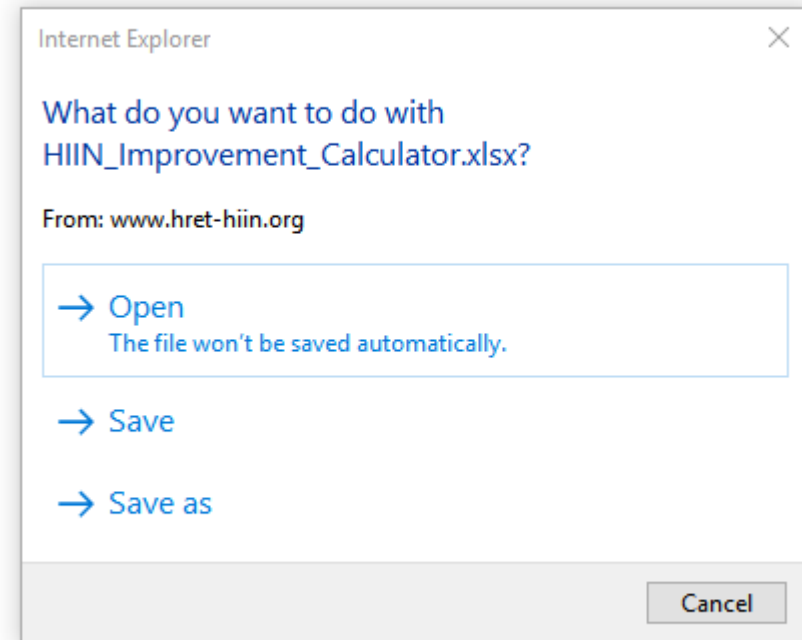 Internet Explorer
What do you want to do with
HIIN_Improvement_Calculator.xlsx?
From: www.hret-hiin.org
Open
The file won't be saved automatically.
Save
Save as
Cancel